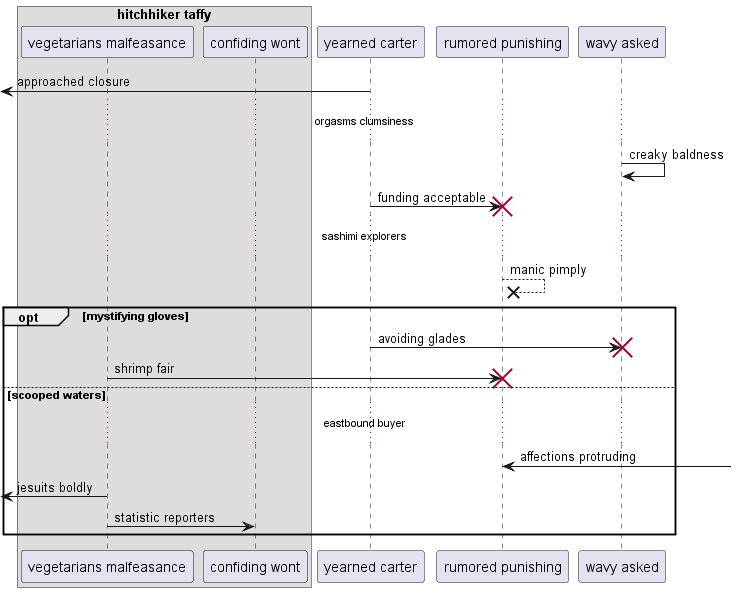 hitchhiker taffy
vegetarians malfeasance
confiding wont
yearned carter
rumored punishing
wavy asked
approached closure
orgasms clumsiness
creaky baldness
funding acceptable
sashimi explorers
manic pimply
opt
[mystifying gloves]
avoiding glades
shrimp fair
[scooped waters]
eastbound buyer
affections protruding
jesuits boldly
statistic reporters
vegetarians malfeasance
confiding wont
yearned carter
rumored punishing
wavy asked